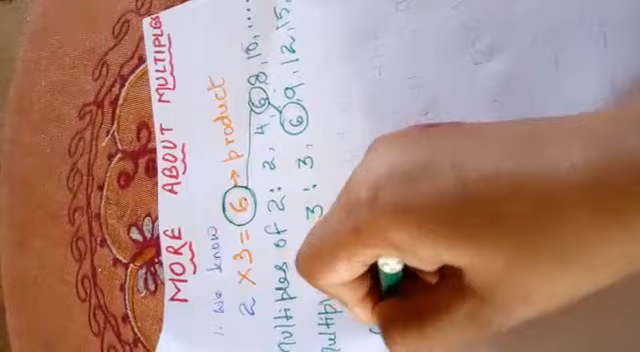 MORE ABOUT MULTIPLES
1. We know
2 X 3 = 6 → product
Multiples of 2: 2, 4, 6, 8, 10, ....
3: 3, 6, 9, 12, 15,